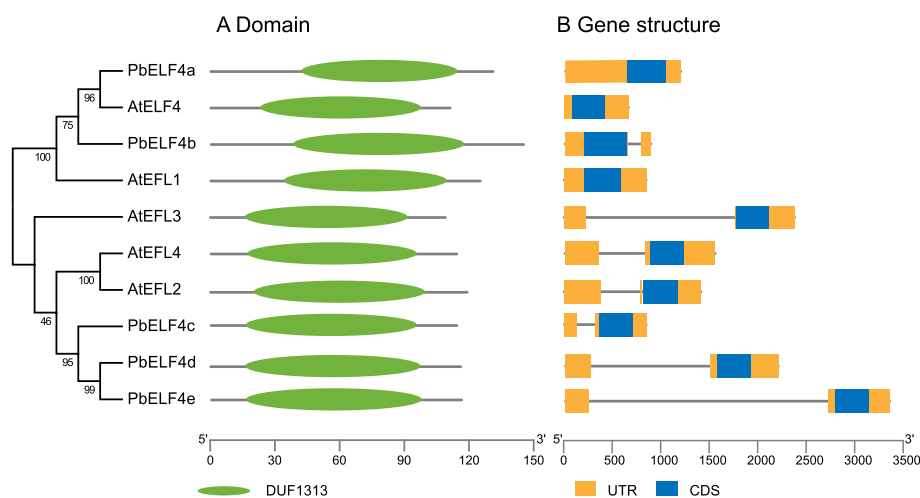 A Domain
B Gene structure
PbELF4a
AtELF4
PbELF4b
AtEFL1
AtEFL3
AtEFL4
AtEFL2
PbELF4c
PbELF4d
PbELF4e
96
75
100
100
46
95
99
5' 3'
0 30 60 90 120 150
5' 3'
0 500 1000 1500 2000 2500 3000 3500
DUF1313
UTR CDS